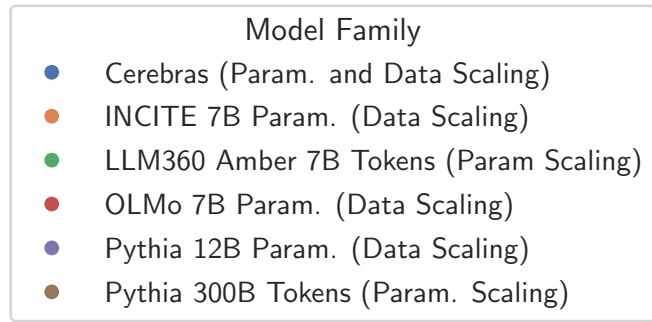 Model Family
Cerebras (Param. and Data Scaling)
INCITE 7B Param. (Data Scaling)
LLM360 Amber 7B Tokens (Param Scaling)
OLMo 7B Param. (Data Scaling)
Pythia 12B Param. (Data Scaling)
Pythia 300B Tokens (Param. Scaling)